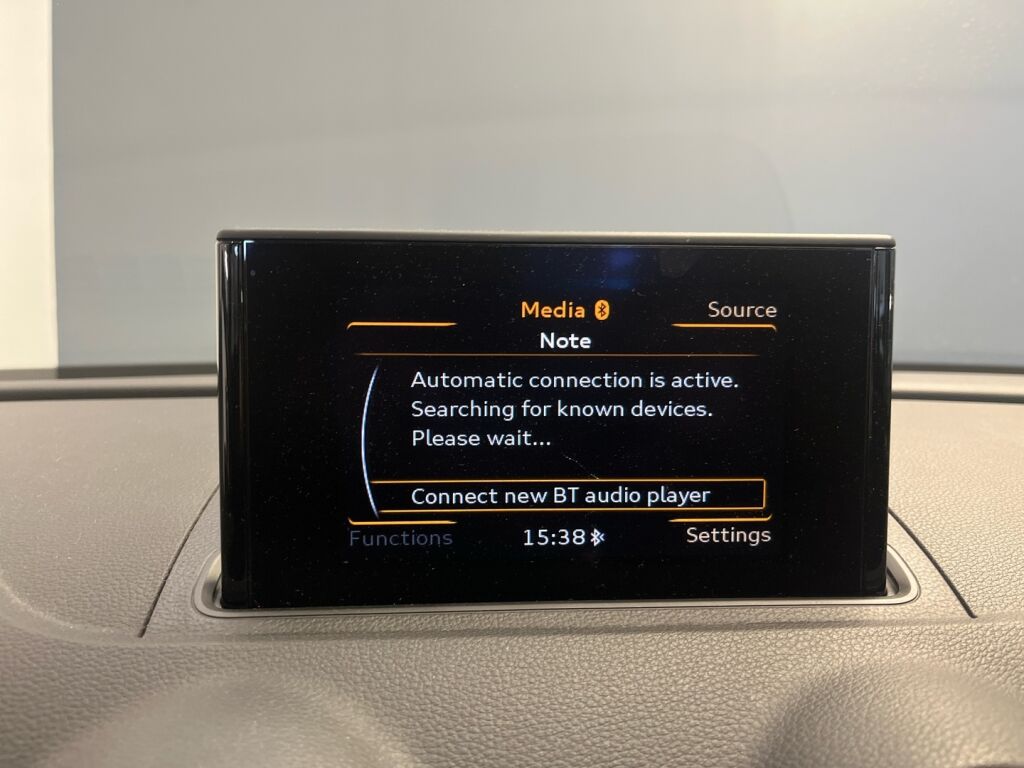 Media
Source
Note
Automatic connection is active.
Searching for known devices.
Please wait...
Connect new BT audio player
Functions
15:38
Settings